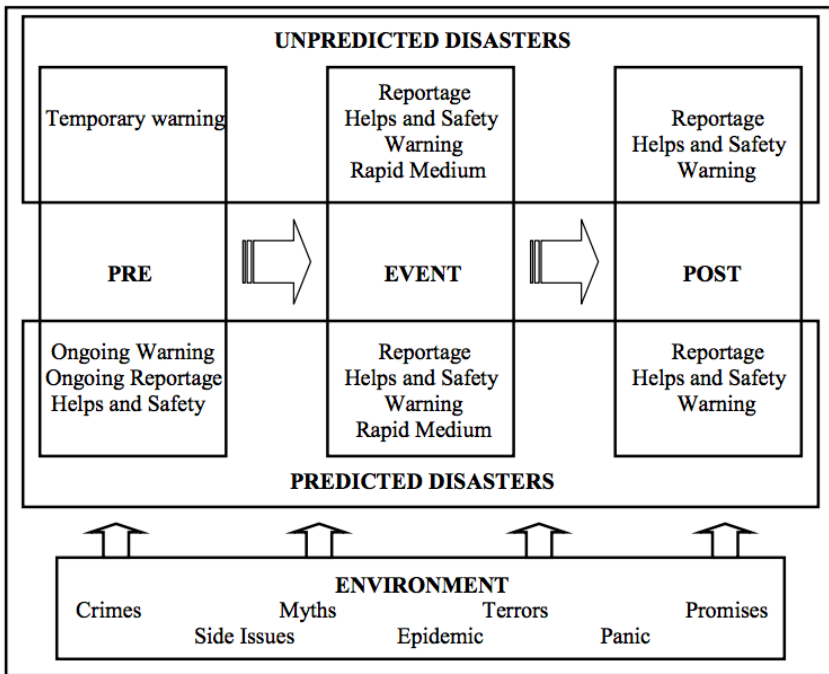 UNPREDICTED DISASTERS
Temporary warning
Reportage
Helps and Safety
Warning
Rapid Medium
Reportage
Helps and Safety
Warning
PRE
EVENT
POST
Ongoing Warning
Ongoing Reportage
Helps and Safety
Reportage
Helps and Safety
Warning
Rapid Medium
Reportage
Helps and Safety
Warning
PREDICTED DISASTERS
ENVIRONMENT
Crimes Myths Terrors Promises
Side Issues Epidemic Panic